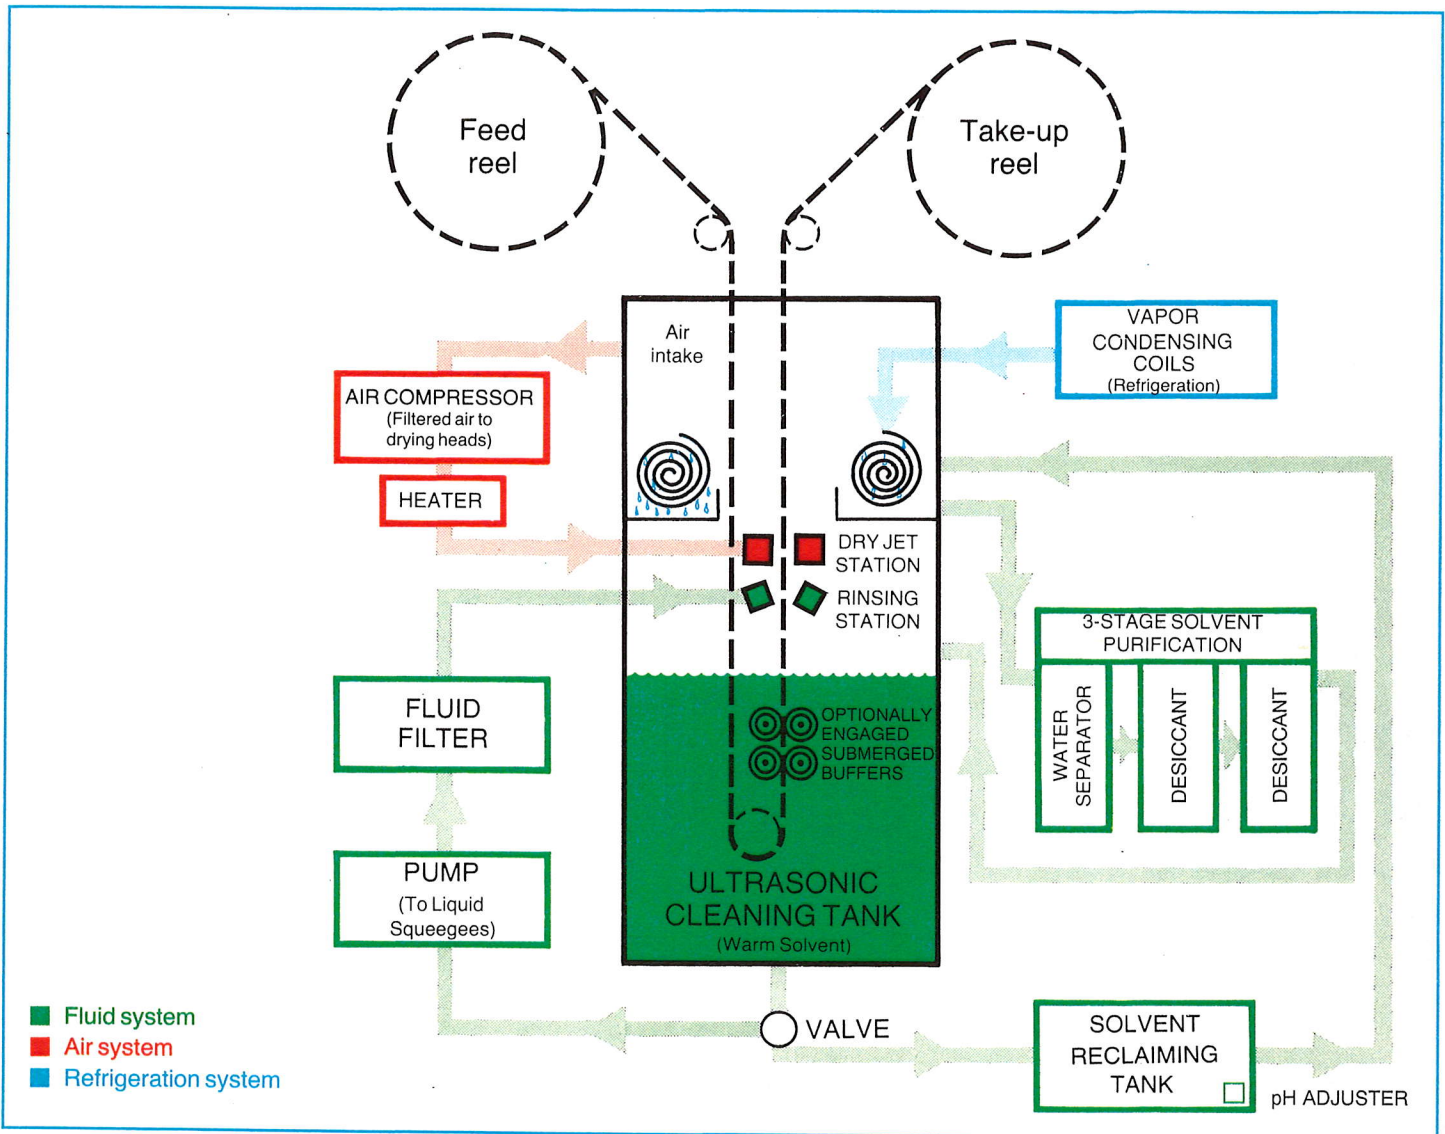 Feed
reel
Take-up
reel
Air
intake
VAPOR
CONDENSING
COILS
(Refrigeration)
AIR COMPRESSOR
(Filtered air to
drying heads)
HEATER
DRY JET
STATION
RINSING
STATION
3-STAGE SOLVENT
PURIFICATION
WATER
SEPARATOR
DESICCANT
DESICCANT
FLUID
FILTER
OPTIONALLY
ENGAGED
SUBMERGED
BUFFERS
PUMP
(To Liquid
Squeegees)
ULTRASONIC
CLEANING TANK
(Warm Solvent)
VALVE
SOLVENT
RECLAIMING
TANK
pH ADJUSTER
Fluid system
Air system
Refrigeration system